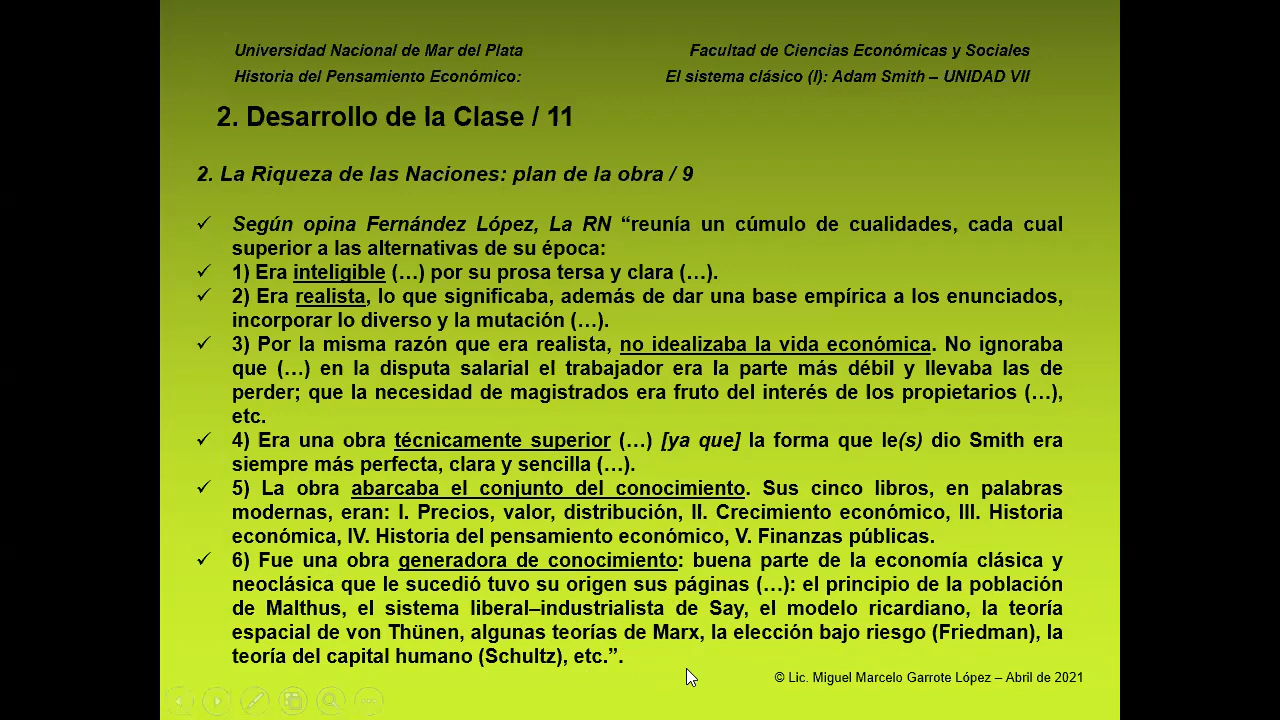 Universidad Nacional de Mar del Plata Facultad de Ciencias Económicas y Sociales
Historia del Pensamiento Económico: El sistema clásico (I): Adam Smith – UNIDAD VII
2. Desarrollo de la Clase / 11
2. La Riqueza de las Naciones: plan de la obra / 9
✓ Según opina Fernández López, La RN “reunía un cúmulo de cualidades, cada cual
superior a las alternativas de su época:
✓ 1) Era inteligible (…) por su prosa tersa y clara (…).
✓ 2) Era realista, lo que significaba, además de dar una base empírica a los enunciados,
incorporar lo diverso y la mutación (…).
✓ 3) Por la misma razón que era realista, no idealizaba la vida económica. No ignoraba
que (…) en la disputa salarial el trabajador era la parte más débil y llevaba las de
perder; que la necesidad de magistrados era fruto del interés de los propietarios (…),
etc.
✓ 4) Era una obra técnicamente superior (…) [ya que] la forma que le(s) dio Smith era
siempre más perfecta, clara y sencilla (…).
✓ 5) La obra abarcaba el conjunto del conocimiento. Sus cinco libros, en palabras
modernas, eran: I. Precios, valor, distribución, II. Crecimiento económico, III. Historia
económica, IV. Historia del pensamiento económico, V. Finanzas públicas.
✓ 6) Fue una obra generadora de conocimiento: buena parte de la economía clásica y
neoclásica que le sucedió tuvo su origen sus páginas (…): el principio de la población
de Malthus, el sistema liberal–industrialista de Say, el modelo ricardiano, la teoría
espacial de von Thünen, algunas teorías de Marx, la elección bajo riesgo (Friedman), la
teoría del capital humano (Schultz), etc.”.
© Lic. Miguel Marcelo Garrote López – Abril de 2021